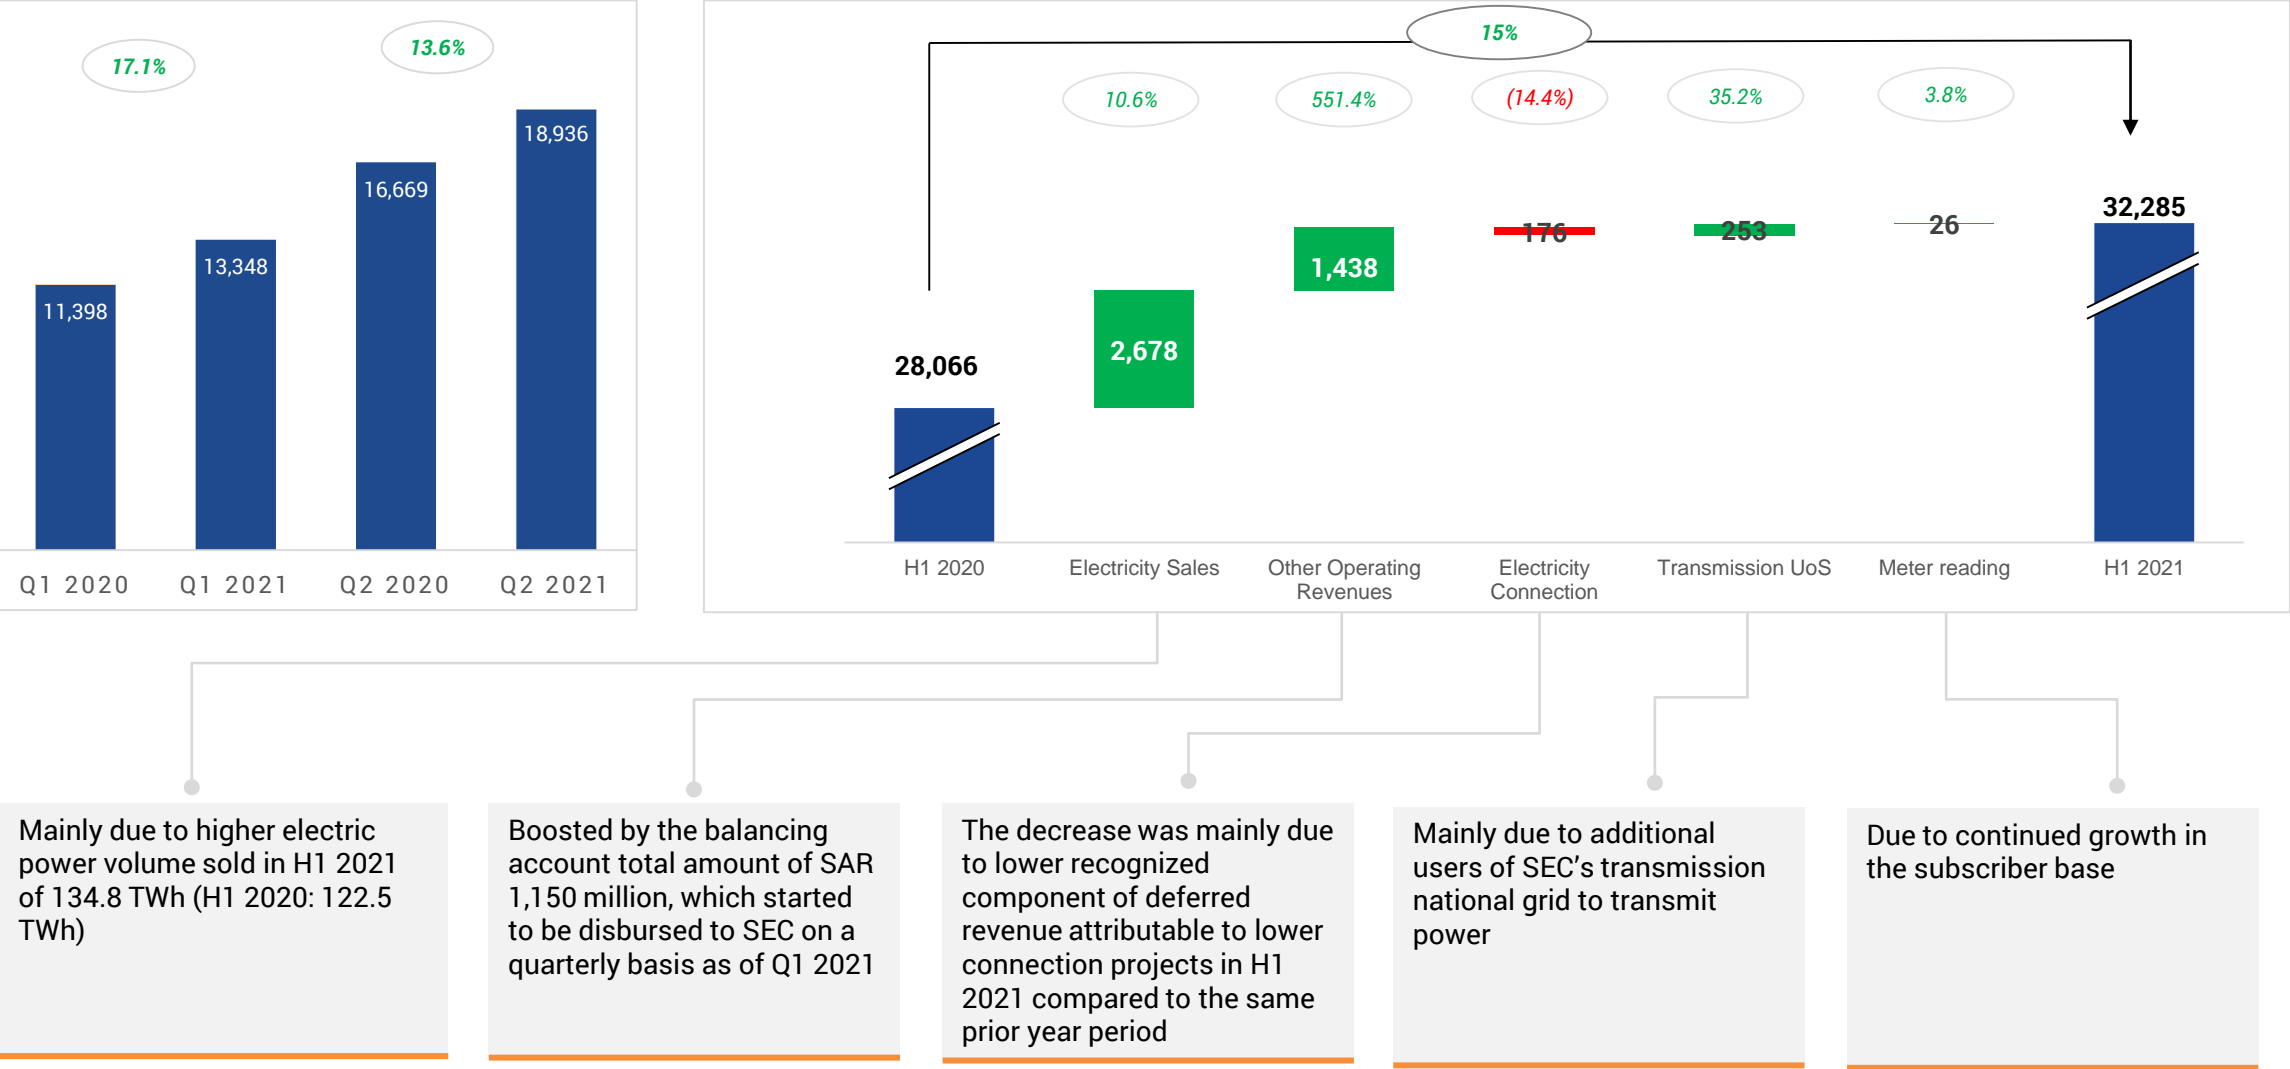 17.1%
13.6%
11,398
13,348
16,669
18,936
Q1 2020
Q1 2021
Q2 2020
Q2 2021
15%
10.6%
551.4%
(14.4%)
35.2%
3.8%
28,066
2,678
1,438
176
253
26
32,285
H1 2020
Electricity Sales
Other Operating
Revenues
Electricity
Connection
Transmission UoS
Meter reading
H1 2021
Mainly due to higher electric
power volume sold in H1 2021
of 134.8 TWh (H1 2020: 122.5
TWh)
Boosted by the balancing
account total amount of SAR
1,150 million, which started
to be disbursed to SEC on a
quarterly basis as of Q1 2021
The decrease was mainly due
to lower recognized
component of deferred
revenue attributable to lower
connection projects in H1
2021 compared to the same
prior year period
Mainly due to additional
users of SEC’s transmission
national grid to transmit
power
Due to continued growth in
the subscriber base